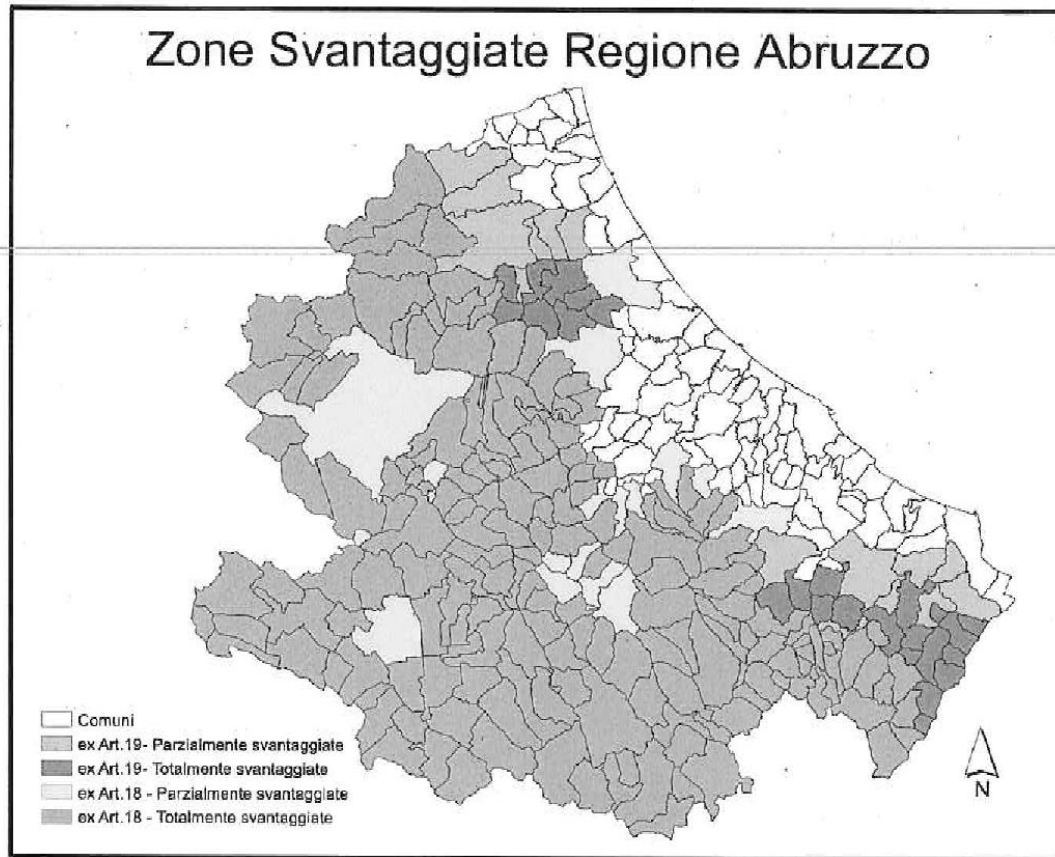 Zone Svantaggiate Regione Abruzzo
Comuni
ex Art.19- Parzialmente svantaggiate
ex Art.19- Totalmente svantaggiate
ex Art.18 - Parzialmente svantaggiate
ex Art.18 - Totalmente svantaggiate
N